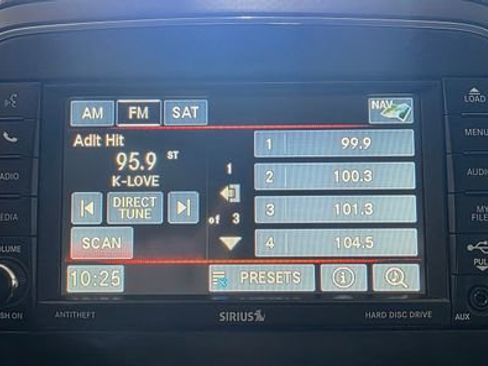 AM FM SAT NAV
LOAD
Adlt Hit
1 99.9
MENU
95.9 ST
K-LOVE
1
2 100.3
AUDIO
DIRECT
TUNE
of 3
3 101.3
MY
FILES
SCAN
4 104.5
10:25 PRESETS
ANTITHEFT SIRIUS HARD DISC DRIVE AUX